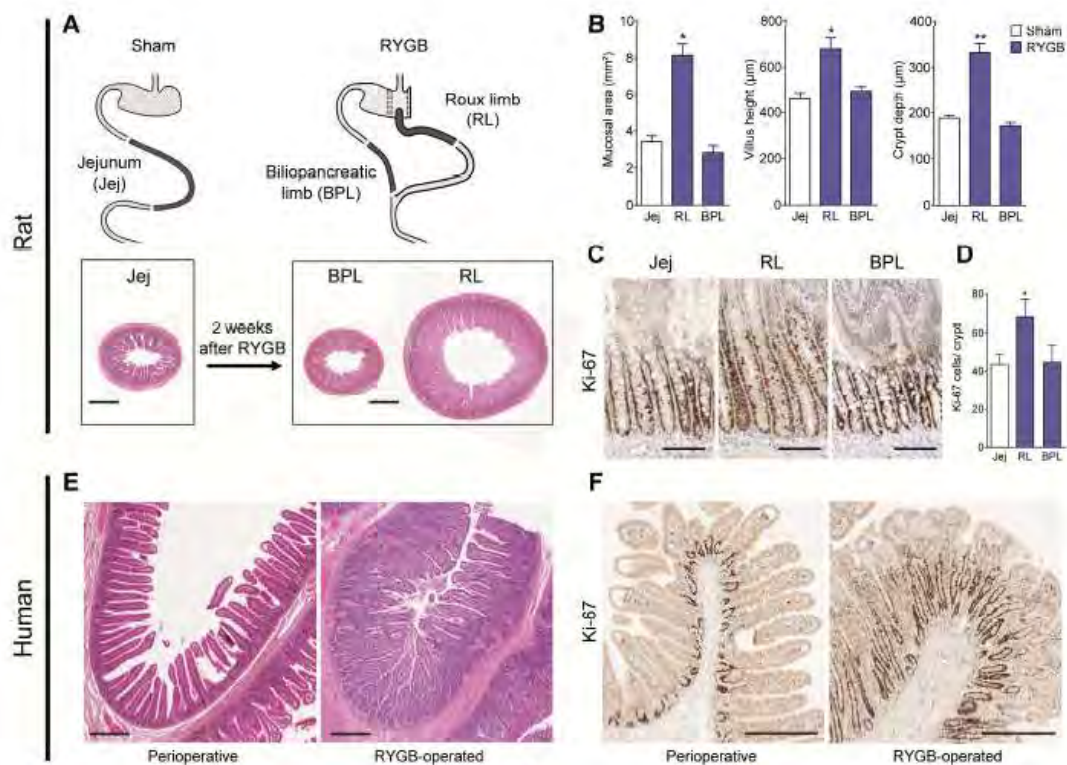 Rat
A
Sham
RYGB
Jejunum
(Jej)
Roux limb
(RL)
Biliopancreatic
limb (BPL)
Jej
2 weeks
after RYGB
BPL
RL
B
Mucosal area (mm²)
10
8
6
4
2
0
Jej
RL
*
BPL
Villus height (µm)
800
600
400
200
0
Jej
RL
*
BPL
Crypt depth (µm)
400
300
200
100
0
Jej
RL
**
BPL
Sham
RYGB
C
Ki-67
Jej
RL
BPL
D
Ki-67 cells/ crypt
80
60
40
20
0
Jej
RL
*
BPL
Human
E
Perioperative
RYGB-operated
F
Ki-67
Perioperative
RYGB-operated